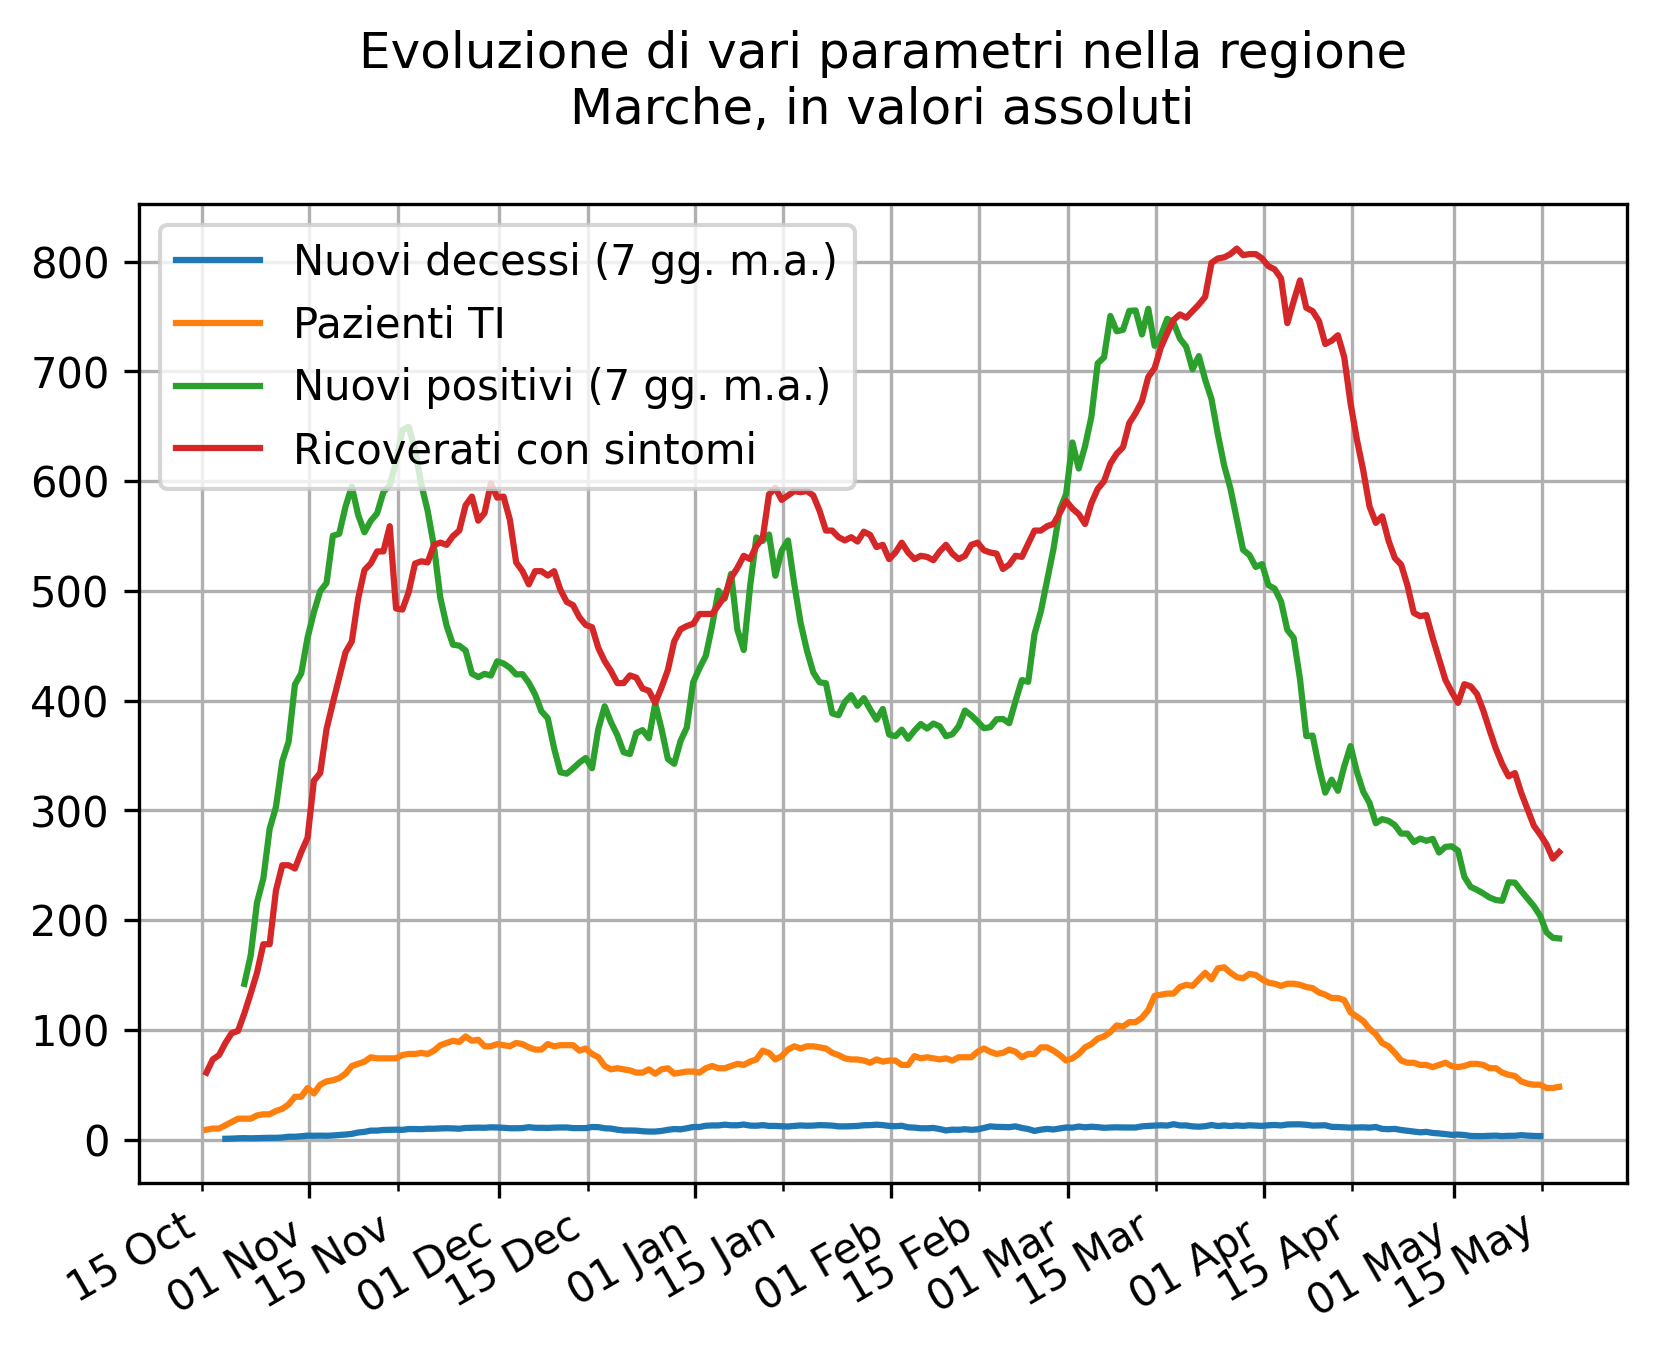 Evoluzione di vari parametri nella regione
Marche, in valori assoluti
Nuovi decessi (7 gg. m.a.)
Pazienti TI
Nuovi positivi (7 gg. m.a.)
Ricoverati con sintomi
800
700
600
500
400
300
200
100
0
15 Oct
01 Nov
15 Nov
01 Dec
15 Dec
01 Jan
15 Jan
01 Feb
15 Feb
01 Mar
15 Mar
01 Apr
15 Apr
01 May
15 May